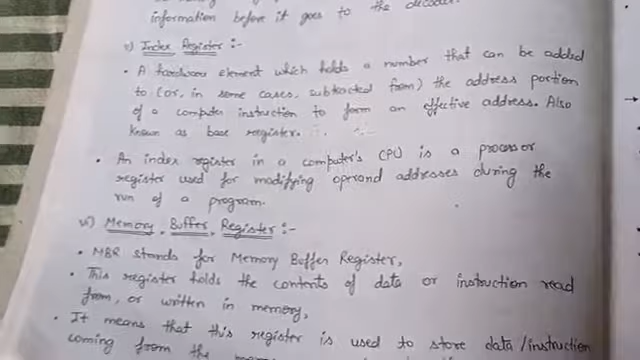 information before it goes to the decoder.
v) Index Register :-
• A hardware element which holds a number that can be added
to (or, in some cases, subtracted from) the address portion
of a computer instruction to form an effective address. Also
known as base register.
• An index register in a computer's CPU is a processor
register used for modifying operand addresses during the
run of a program.
vi) Memory Buffer Register :-
• MBR stands for Memory Buffer Register,
• This register holds the contents of data or instruction read
from, or written in memory,
• It means that this register is used to store data/instruction
coming from the